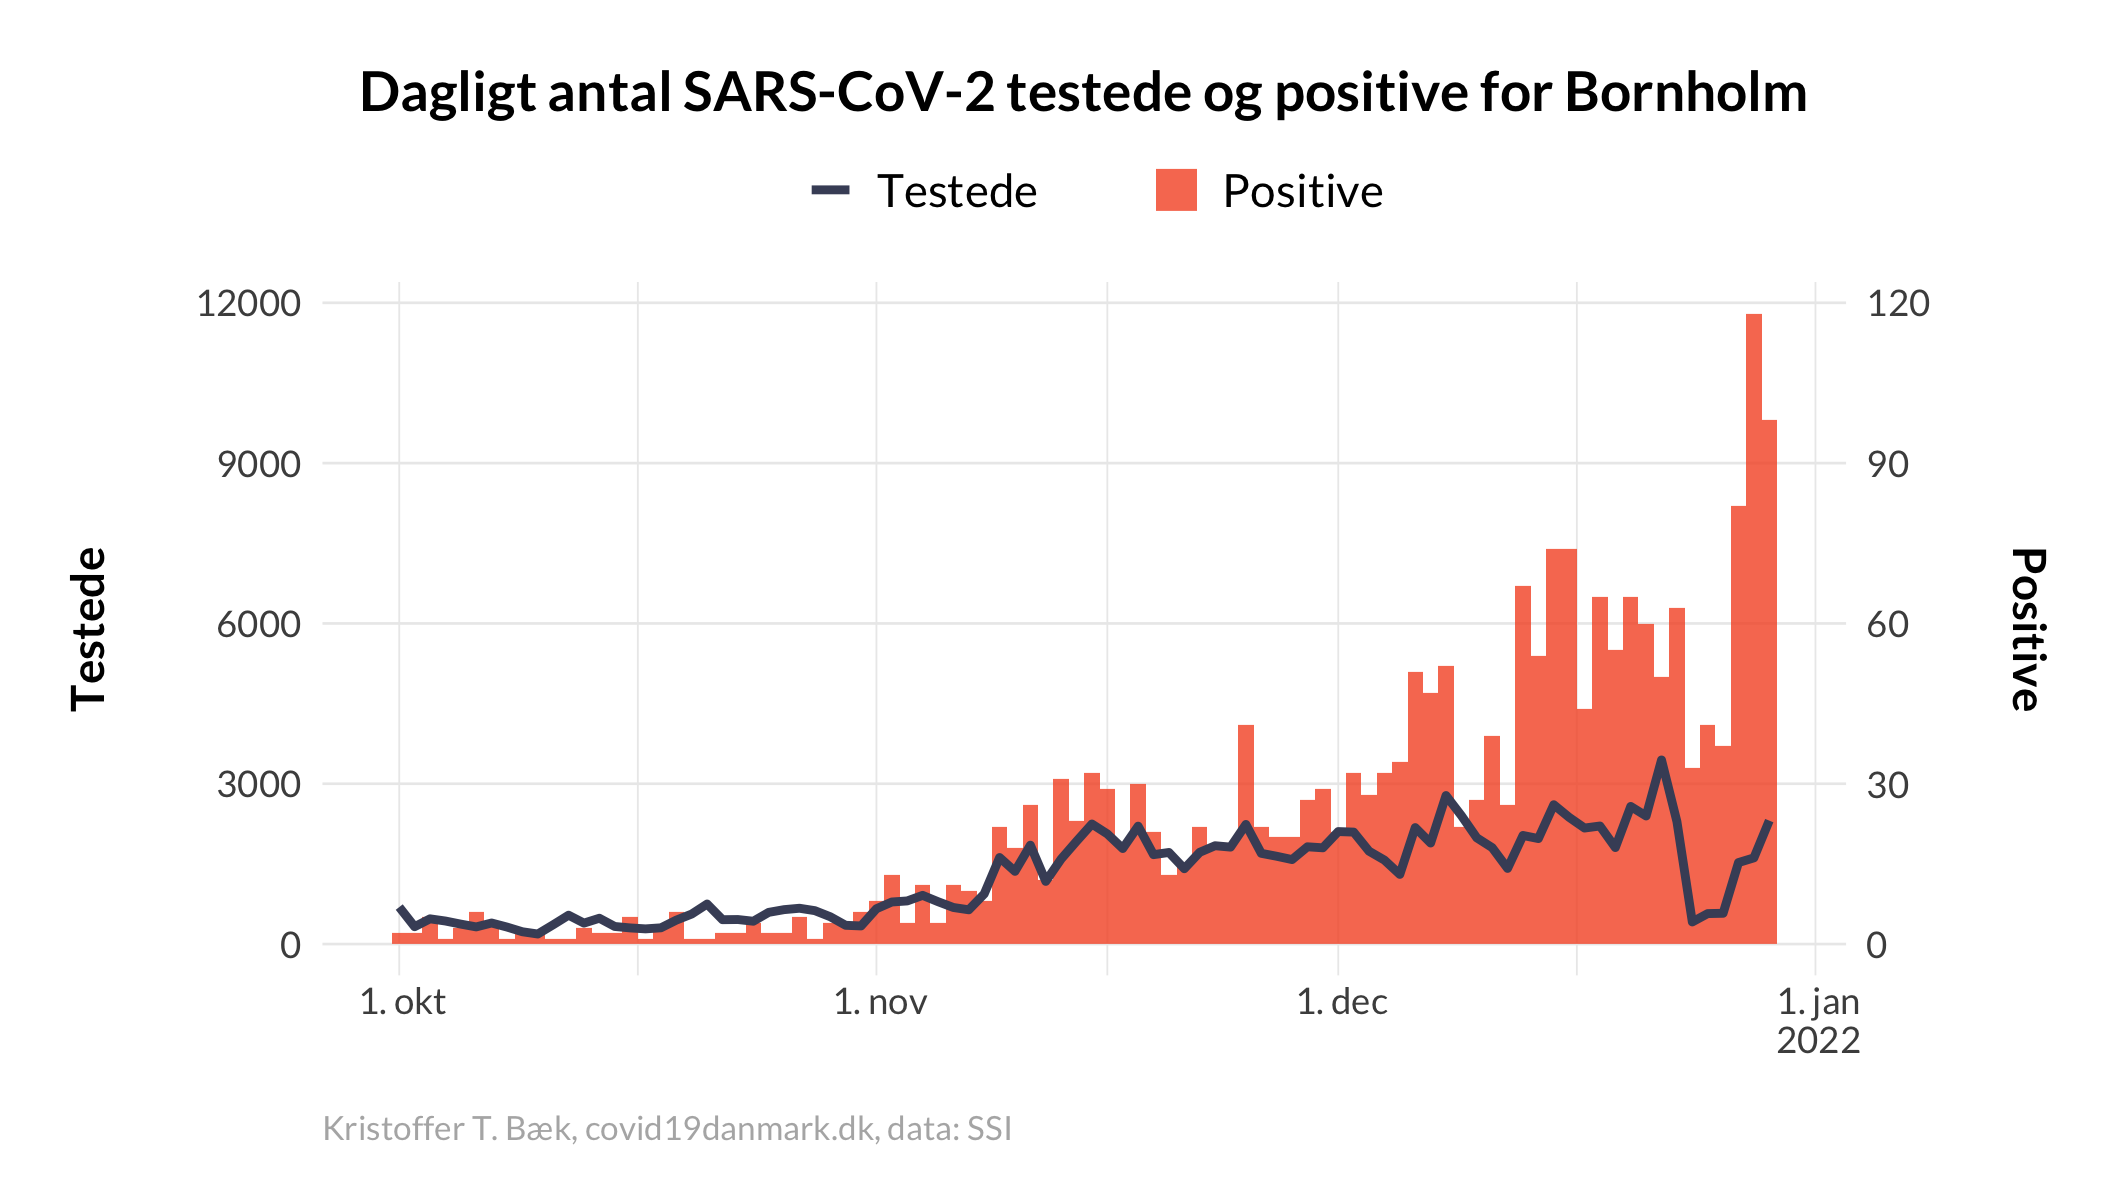 Dagligt antal SARS-CoV-2 testede og positive for Bornholm
Testede
Positive
12000
9000
6000
3000
0
120
90
60
30
0
Testede
Positive
1. okt
1. nov
1. dec
1. jan
2022
Kristoffer T. Bæk, covid19danmark.dk, data: SSI